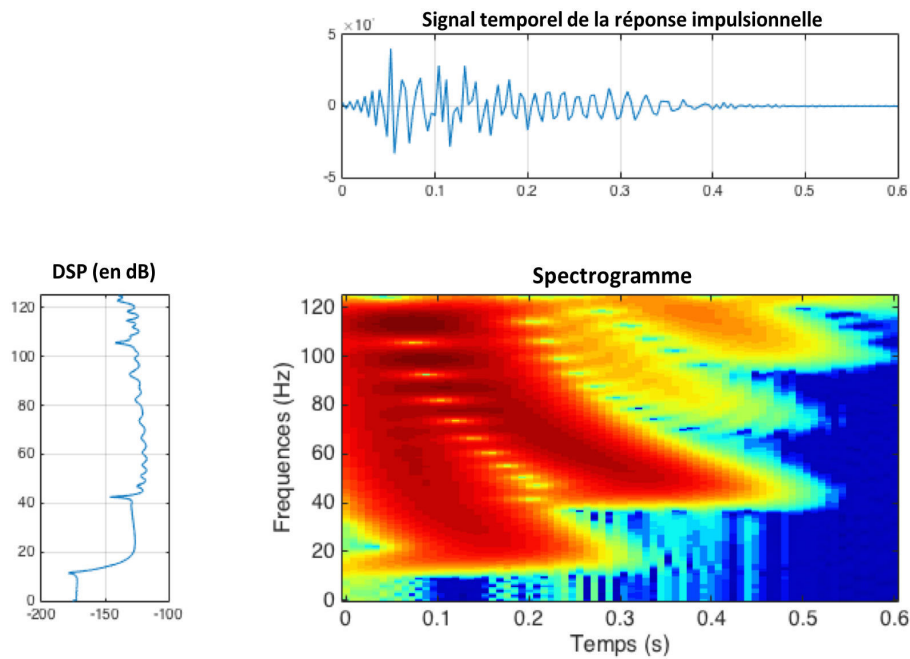 Signal temporel de la réponse impulsionnelle
×10
5
0
-5
0 0.1 0.2 0.3 0.4 0.5 0.6
DSP (en dB)
120
100
80
60
40
20
0
-200 -150 -100
Spectrogramme
Frequences (Hz)
120
100
80
60
40
20
0
0 0.1 0.2 0.3 0.4 0.5 0.6
Temps (s)